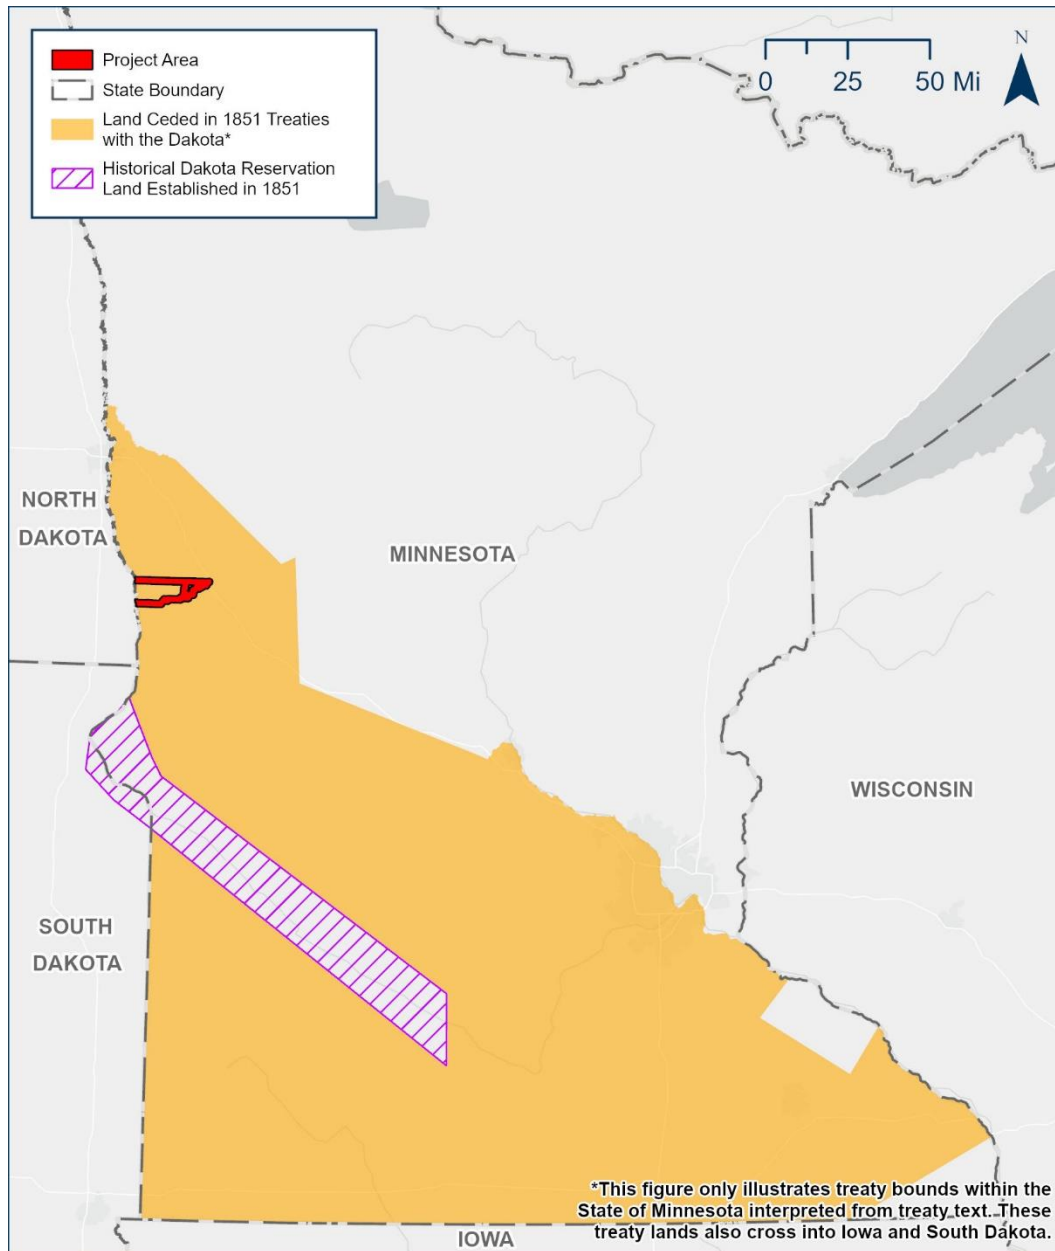 Project Area
State Boundary
Land Ceded in 1851 Treaties
with the Dakota*
Historical Dakota Reservation
Land Established in 1851
N
0 25 50 Mi
NORTH
DAKOTA
MINNESOTA
WISCONSIN
SOUTH
DAKOTA
*This figure only illustrates treaty bounds within the
State of Minnesota interpreted from treaty text. These
treaty lands also cross into Iowa and South Dakota.
IOWA